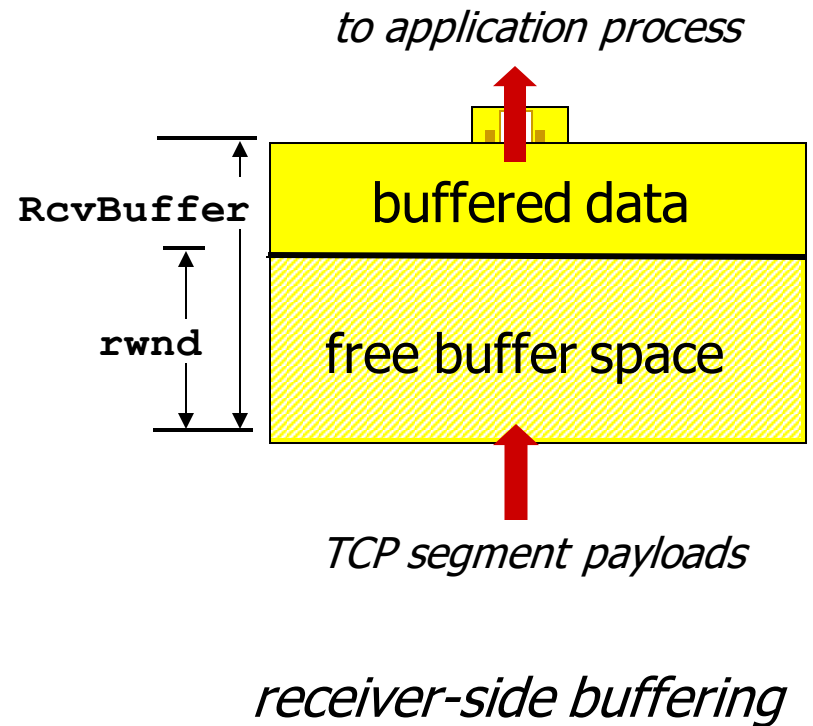 to application process
RcvBuffer
buffered data
rwnd
free buffer space
TCP segment payloads
receiver-side buffering